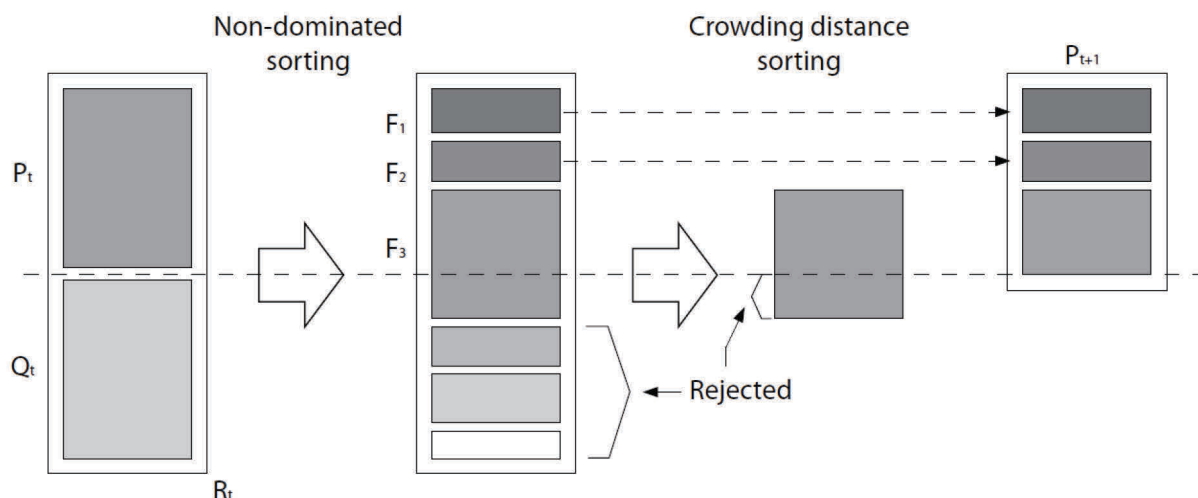 Non-dominated
sorting
Crowding distance
sorting
Pₜ₊₁
F₁
F₂
Pₜ
F₃
Qₜ
Rejected
Rₜ